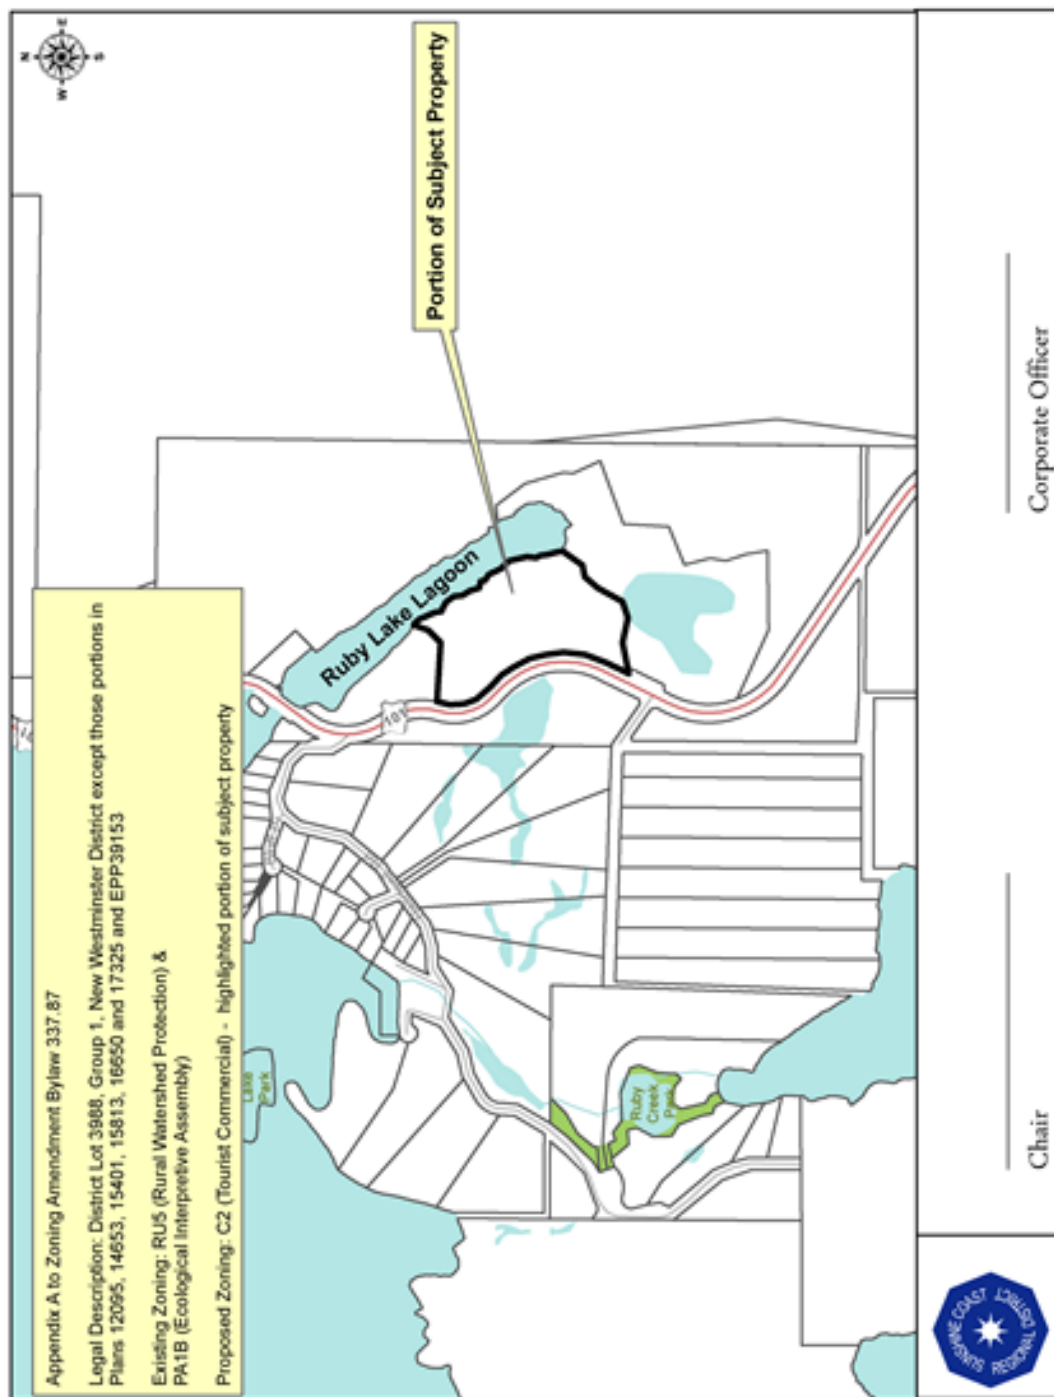 Appendix A to Zoning Amendment Bylaw 337.87
Legal Description: District Lot 3988, Group 1, New Westminster District except those portions in
Plans 12095, 14653, 15401, 15813, 16650 and 17325 and EPP39153
Existing Zoning: RU5 (Rural Watershed Protection) &
PA1B (Ecological Interpretive Assembly)
Proposed Zoning: C2 (Tourist Commercial) - highlighted portion of subject property
N
E
S
W
Portion of Subject Property
Ruby Lake Lagoon
101
Lake
Park
Ruby
Creek
Park
SUNSHINE COAST
REGIONAL DISTRICT
Chair
Corporate Officer